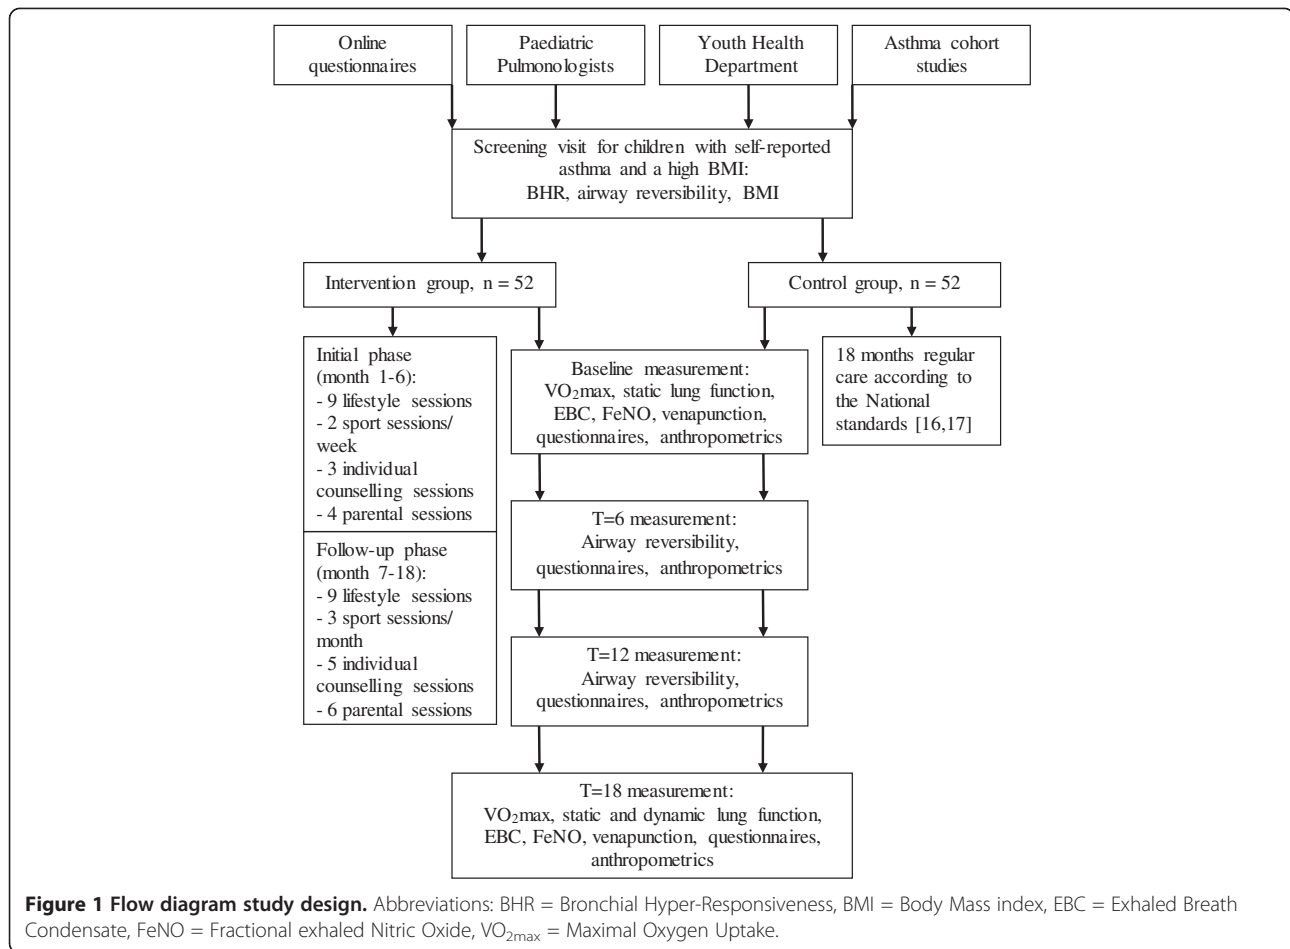 Online
questionnaires
Paediatric
Pulmonologists
Youth Health
Department
Asthma cohort
studies
Screening visit for children with self-reported
asthma and a high BMI:
BHR, airway reversibility, BMI
Intervention group, n = 52
Control group, n = 52
Initial phase
(month 1-6):
- 9 lifestyle sessions
- 2 sport sessions/
week
- 3 individual
counselling sessions
- 4 parental sessions
Follow-up phase
(month 7-18):
- 9 lifestyle sessions
- 3 sport sessions/
month
- 5 individual
counselling sessions
- 6 parental sessions
Baseline measurement:
VO₂max, static lung function,
EBC, FeNO, venapunction,
questionnaires, anthropometrics
18 months regular
care according to
the National
standards [16,17]
T=6 measurement:
Airway reversibility,
questionnaires, anthropometrics
T=12 measurement:
Airway reversibility,
questionnaires, anthropometrics
T=18 measurement:
VO₂max, static and dynamic lung function,
EBC, FeNO, venapunction, questionnaires,
anthropometrics
Figure 1 Flow diagram study design. Abbreviations: BHR = Bronchial Hyper-Responsiveness, BMI = Body Mass index, EBC = Exhaled Breath
Condensate, FeNO = Fractional exhaled Nitric Oxide, VO₂max = Maximal Oxygen Uptake.